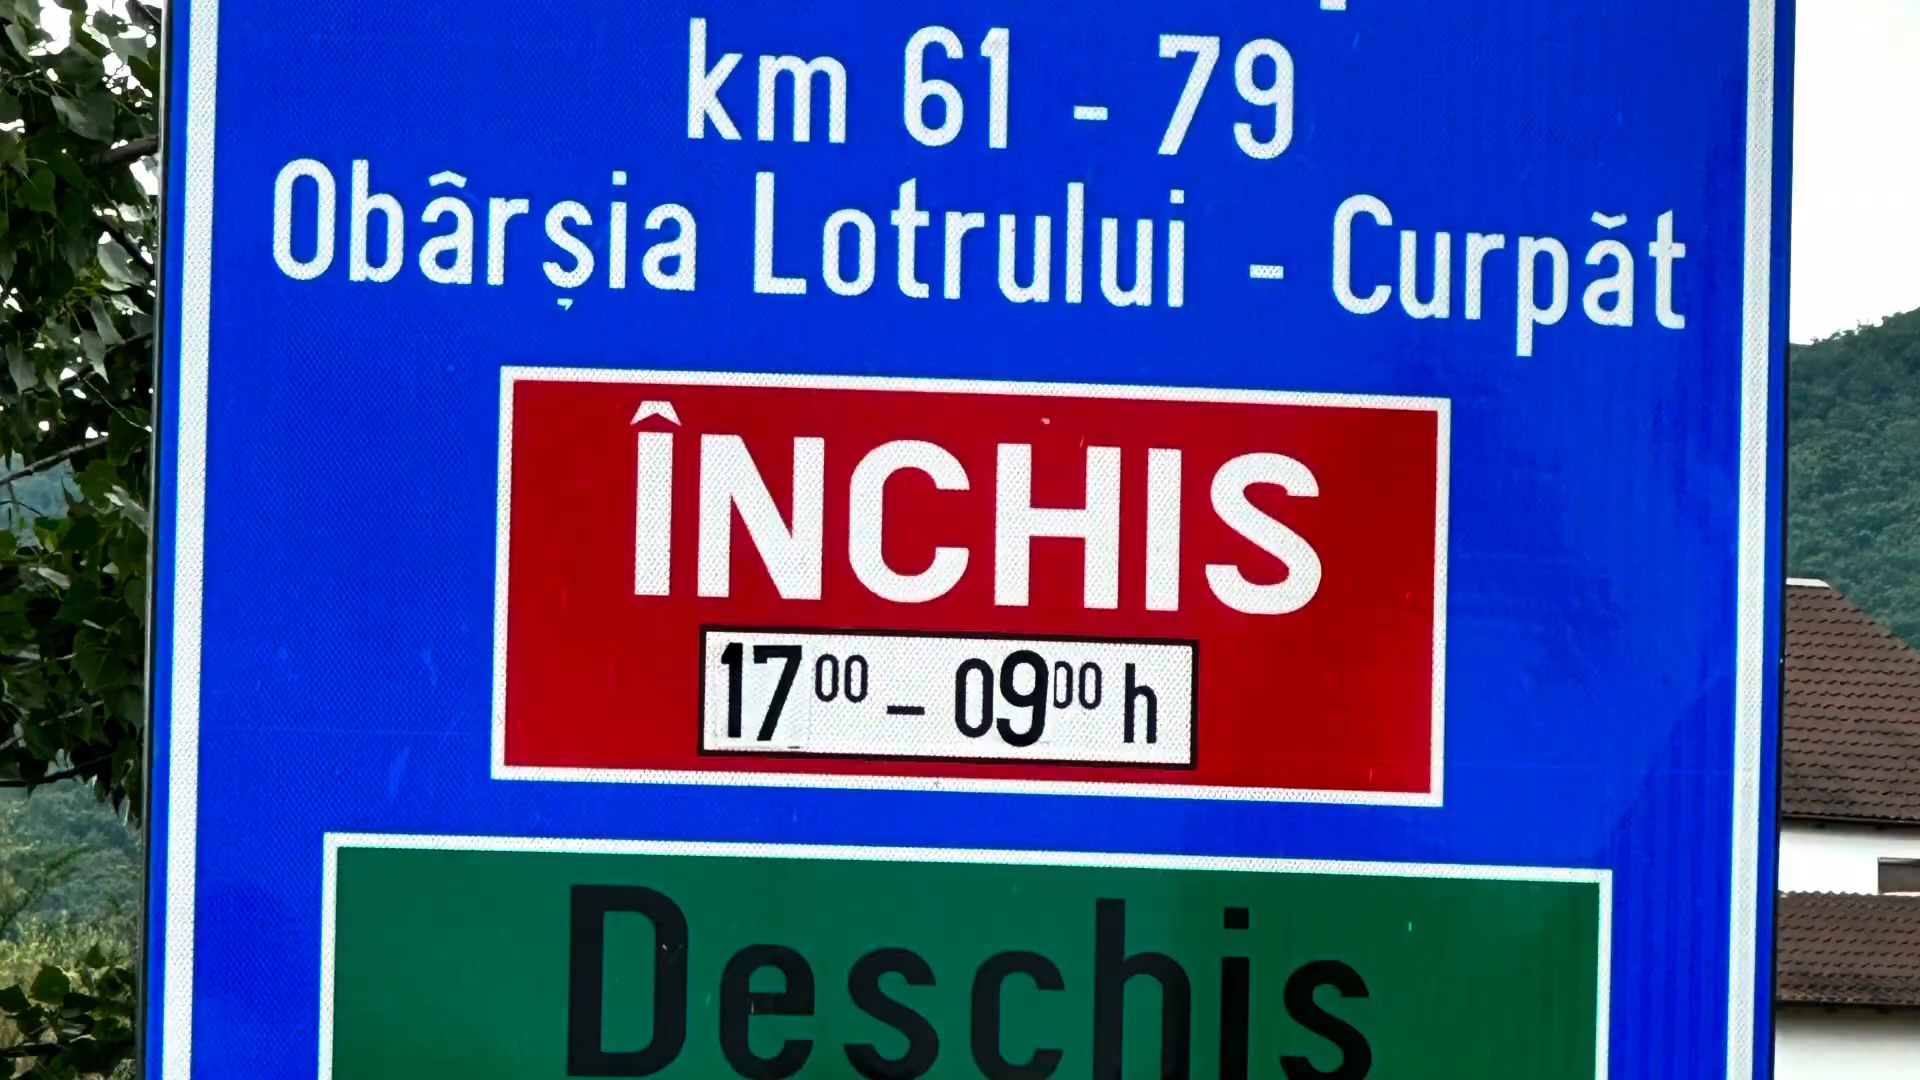 km 61 - 79
Obârșia Lotrului - Curpăt
ÎNCHIS
17⁰⁰ - 09⁰⁰ h
Deschis